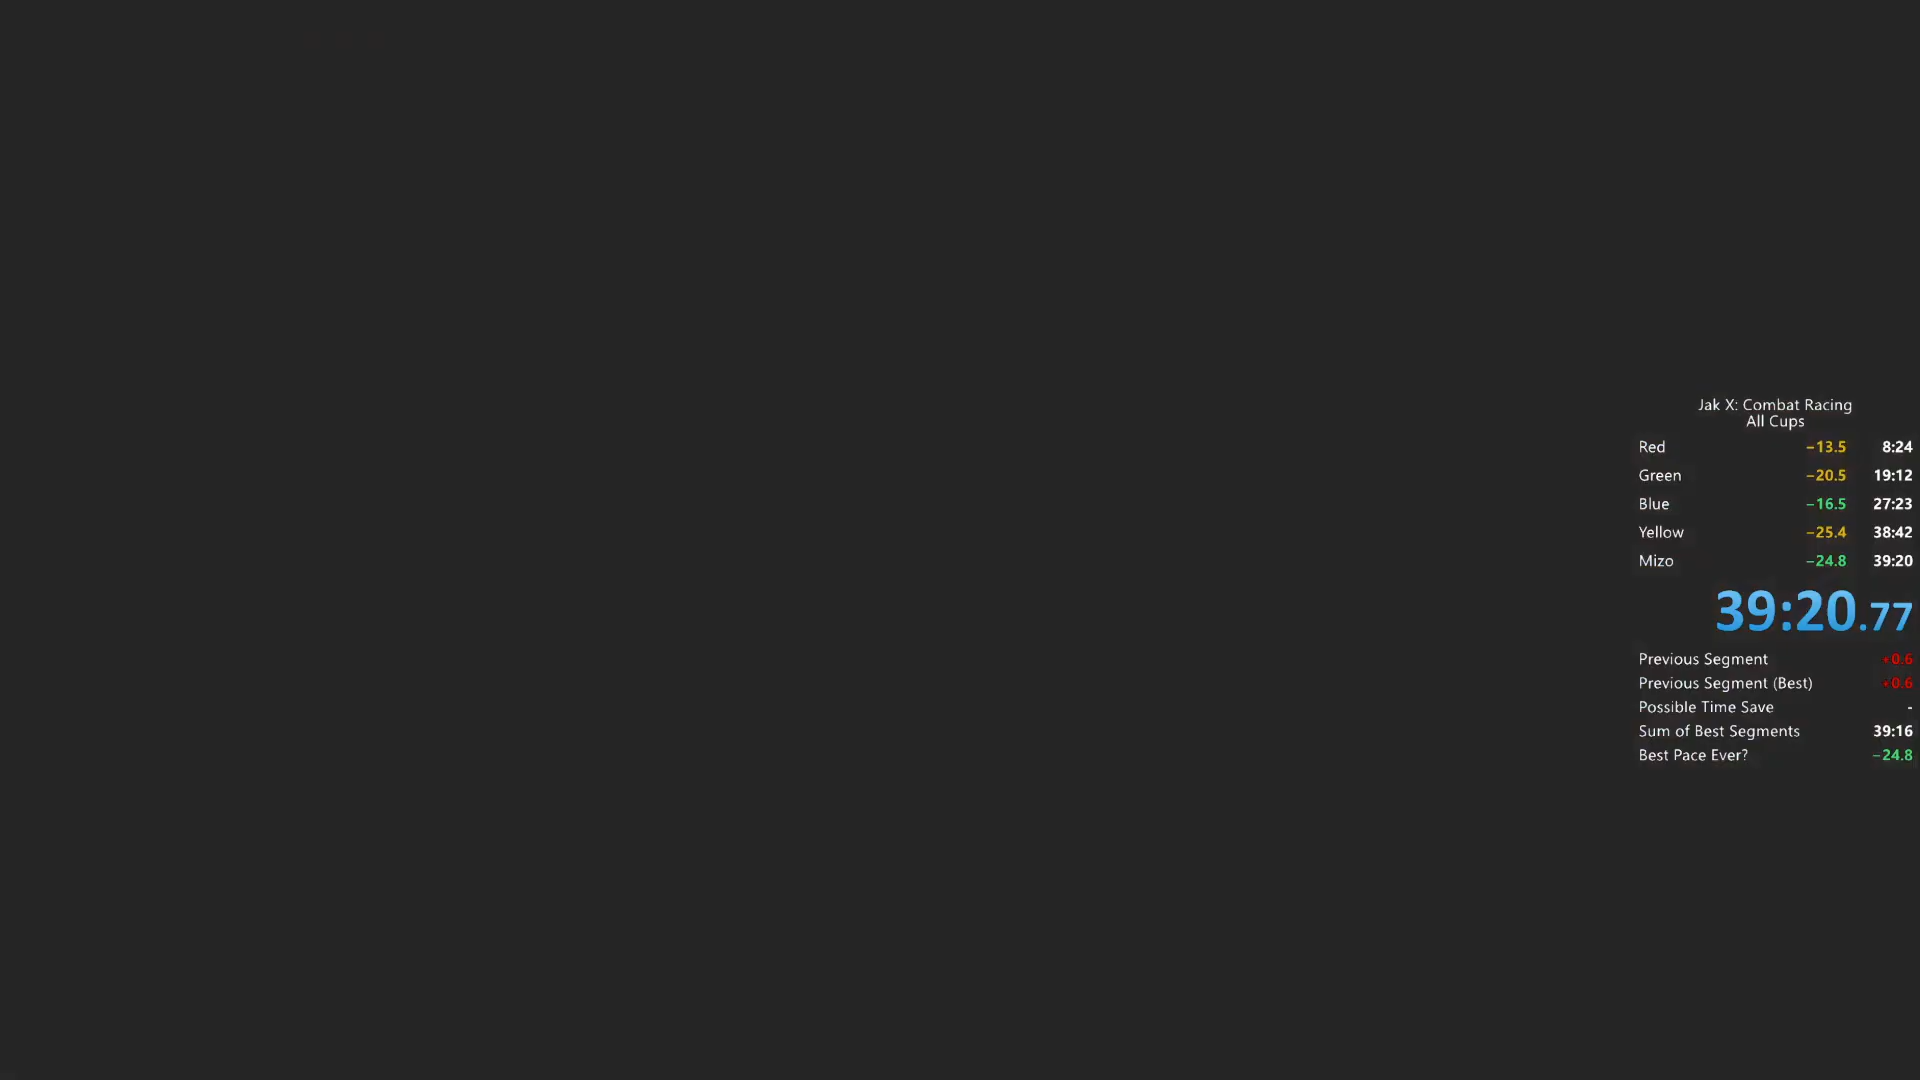 Jak X: Combat Racing
All Cups
Red −13.5 8:24
Green −20.5 19:12
Blue −16.5 27:23
Yellow −25.4 38:42
Mizo −24.8 39:20
39:20.77
Previous Segment +0.6
Previous Segment (Best) +0.6
Possible Time Save -
Sum of Best Segments 39:16
Best Pace Ever? −24.8